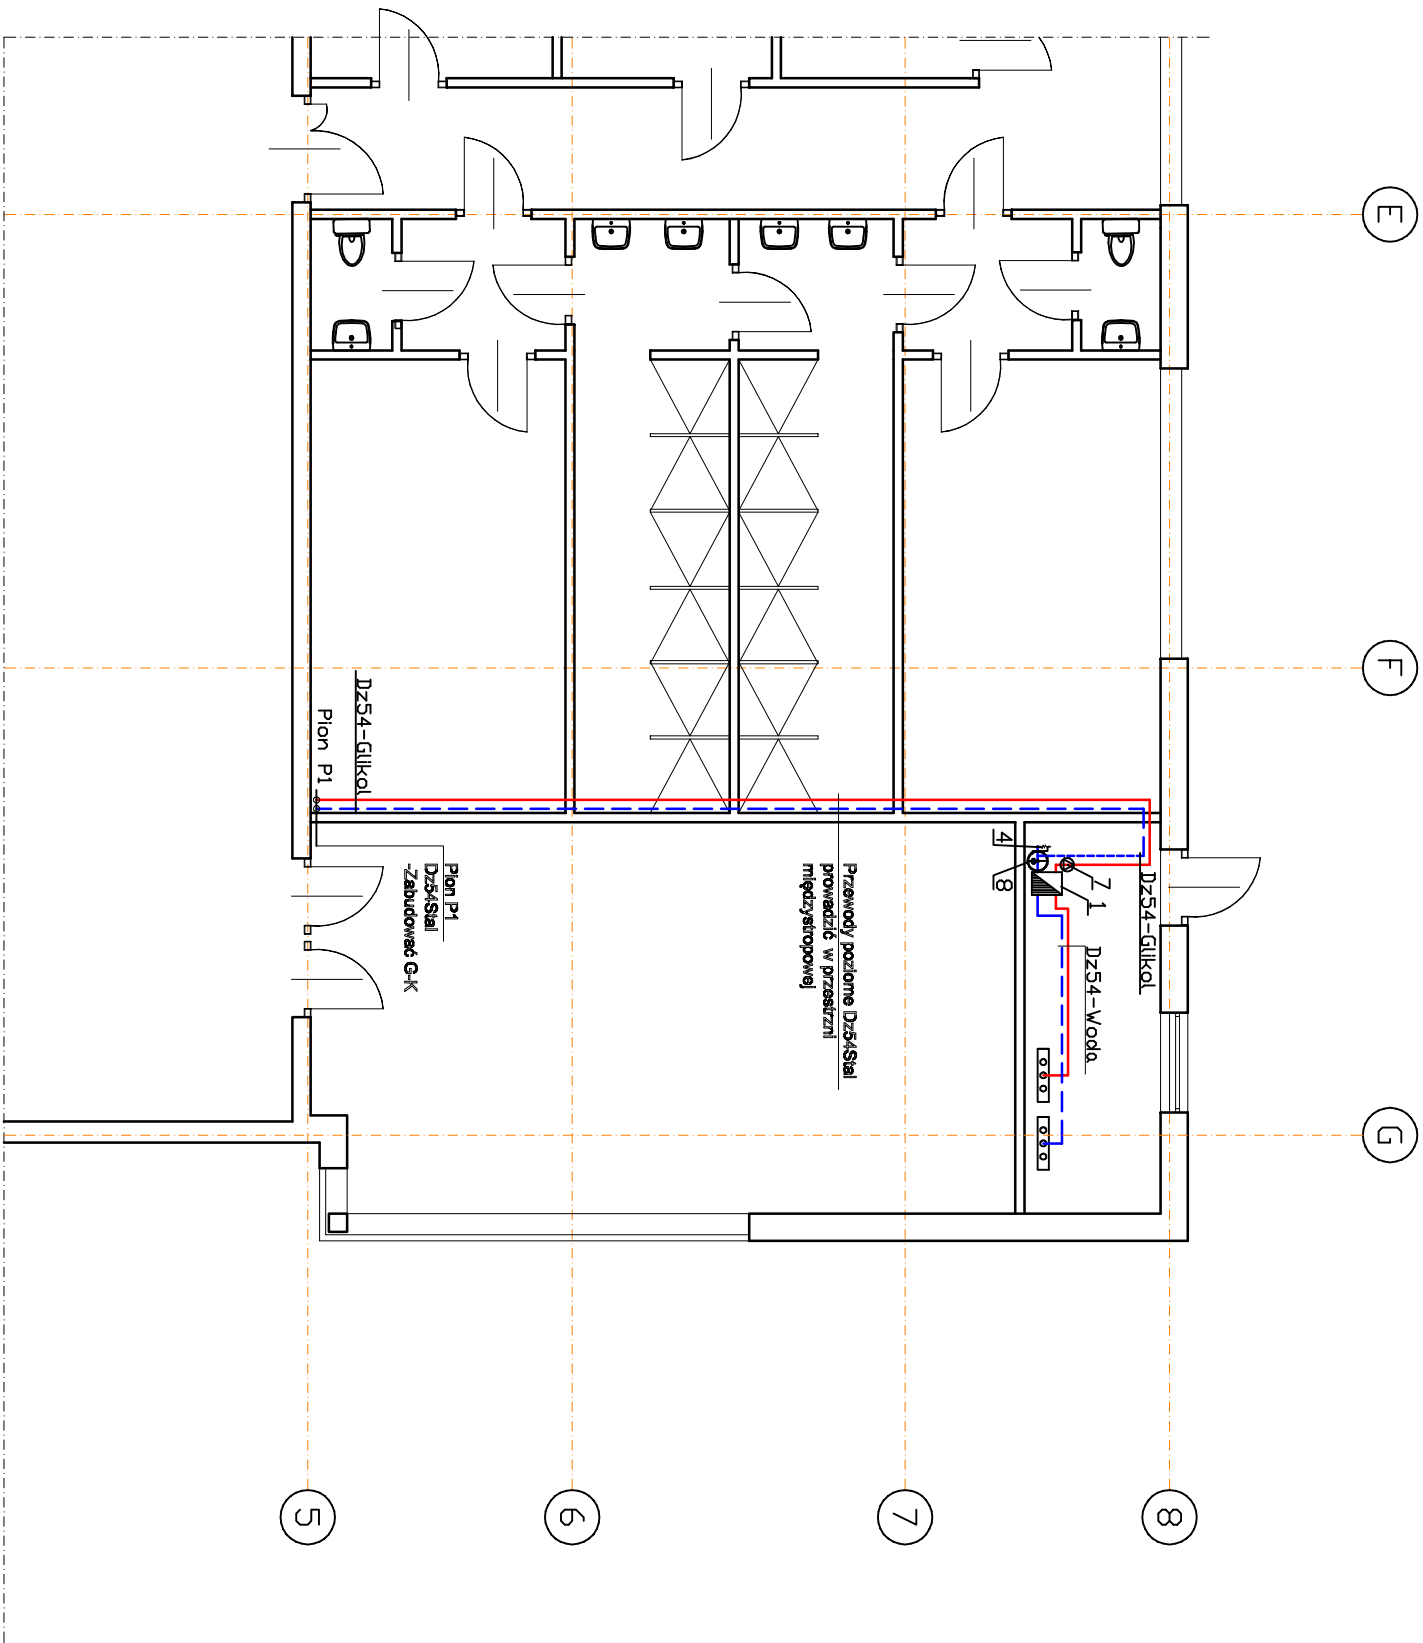 E
F
G
5
6
7
8
Dz54-Glikol
Pion P1
Pion P1
Dz54Stal
-Zabudować G-K
Przewody poziome Dz54Stal
prowadzić w przestrzni
międzystropowej
4
8
7
1
Dz54-Glikol
Dz54-Woda